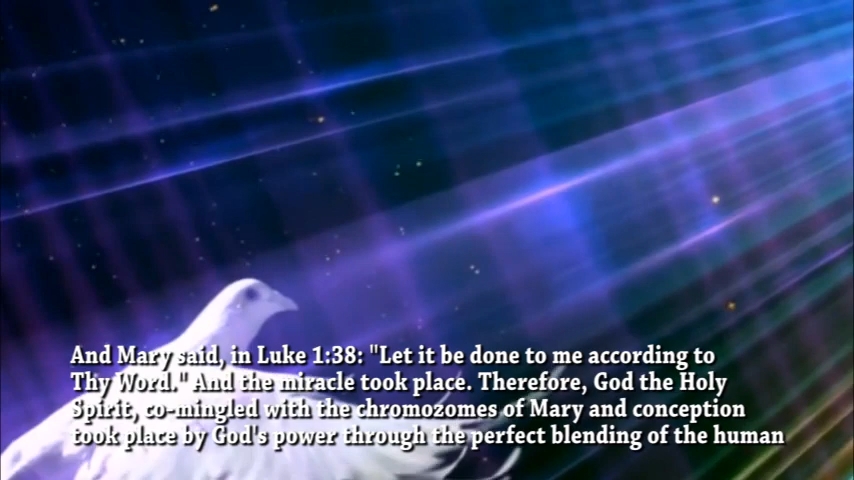 And Mary said, in Luke 1:38: "Let it be done to me according to
Thy Word." And the miracle took place. Therefore, God the Holy
Spirit, co-mingled with the chromozomes of Mary and conception
took place by God's power through the perfect blending of the human